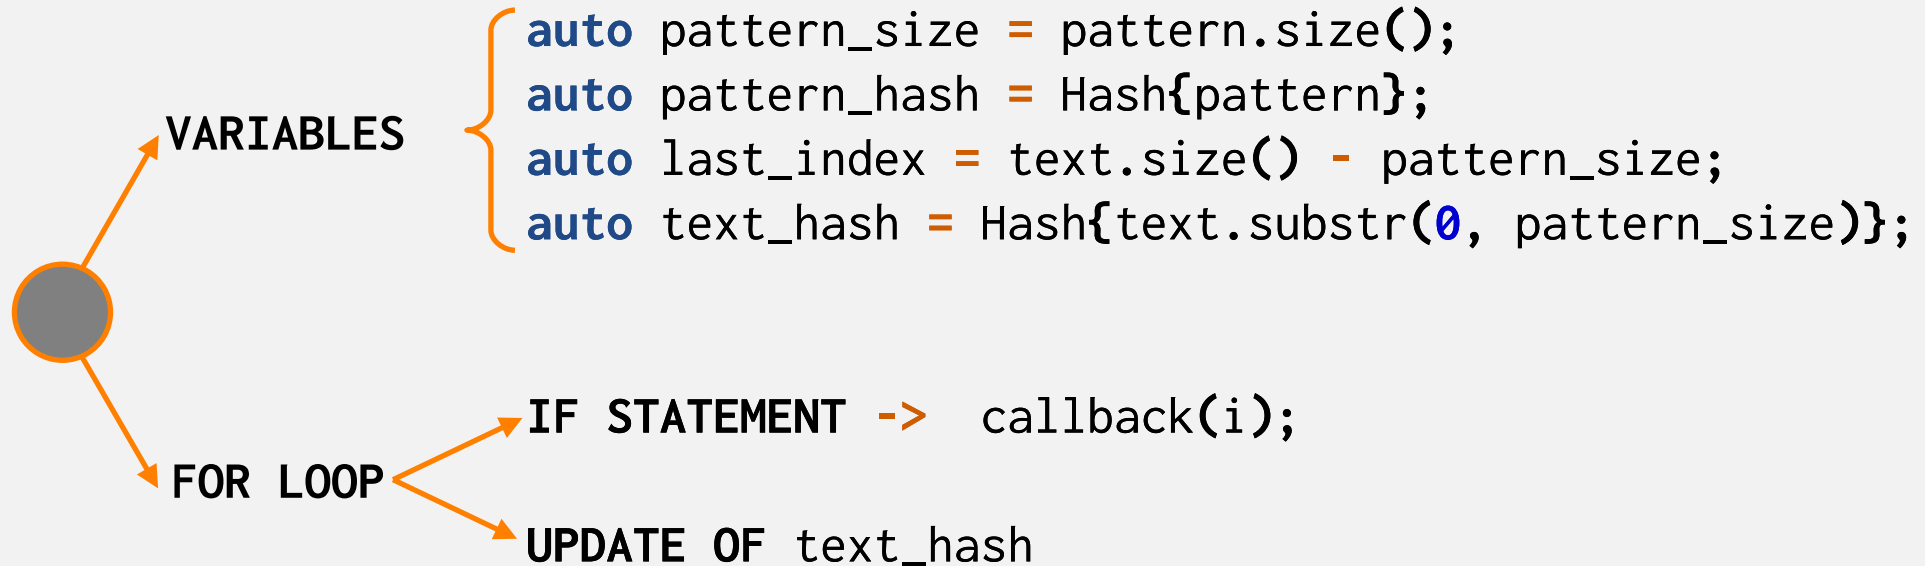 auto pattern_size = pattern.size();
auto pattern_hash = Hash{pattern};
VARIABLES
auto last_index = text.size() - pattern_size;
auto text_hash = Hash{text.substr(0, pattern_size)};
IF STATEMENT -> callback(i);
FOR LOOP
UPDATE OF text_hash